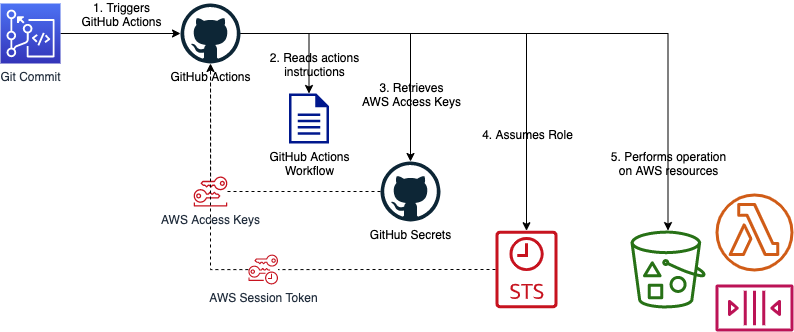 1. Triggers
GitHub Actions
Git Commit
GitHub Actions
2. Reads actions
instructions
3. Retrieves
AWS Access Keys
4. Assumes Role
5. Performs operation
on AWS resources
GitHub Actions
Workflow
AWS Access Keys
GitHub Secrets
AWS Session Token
STS